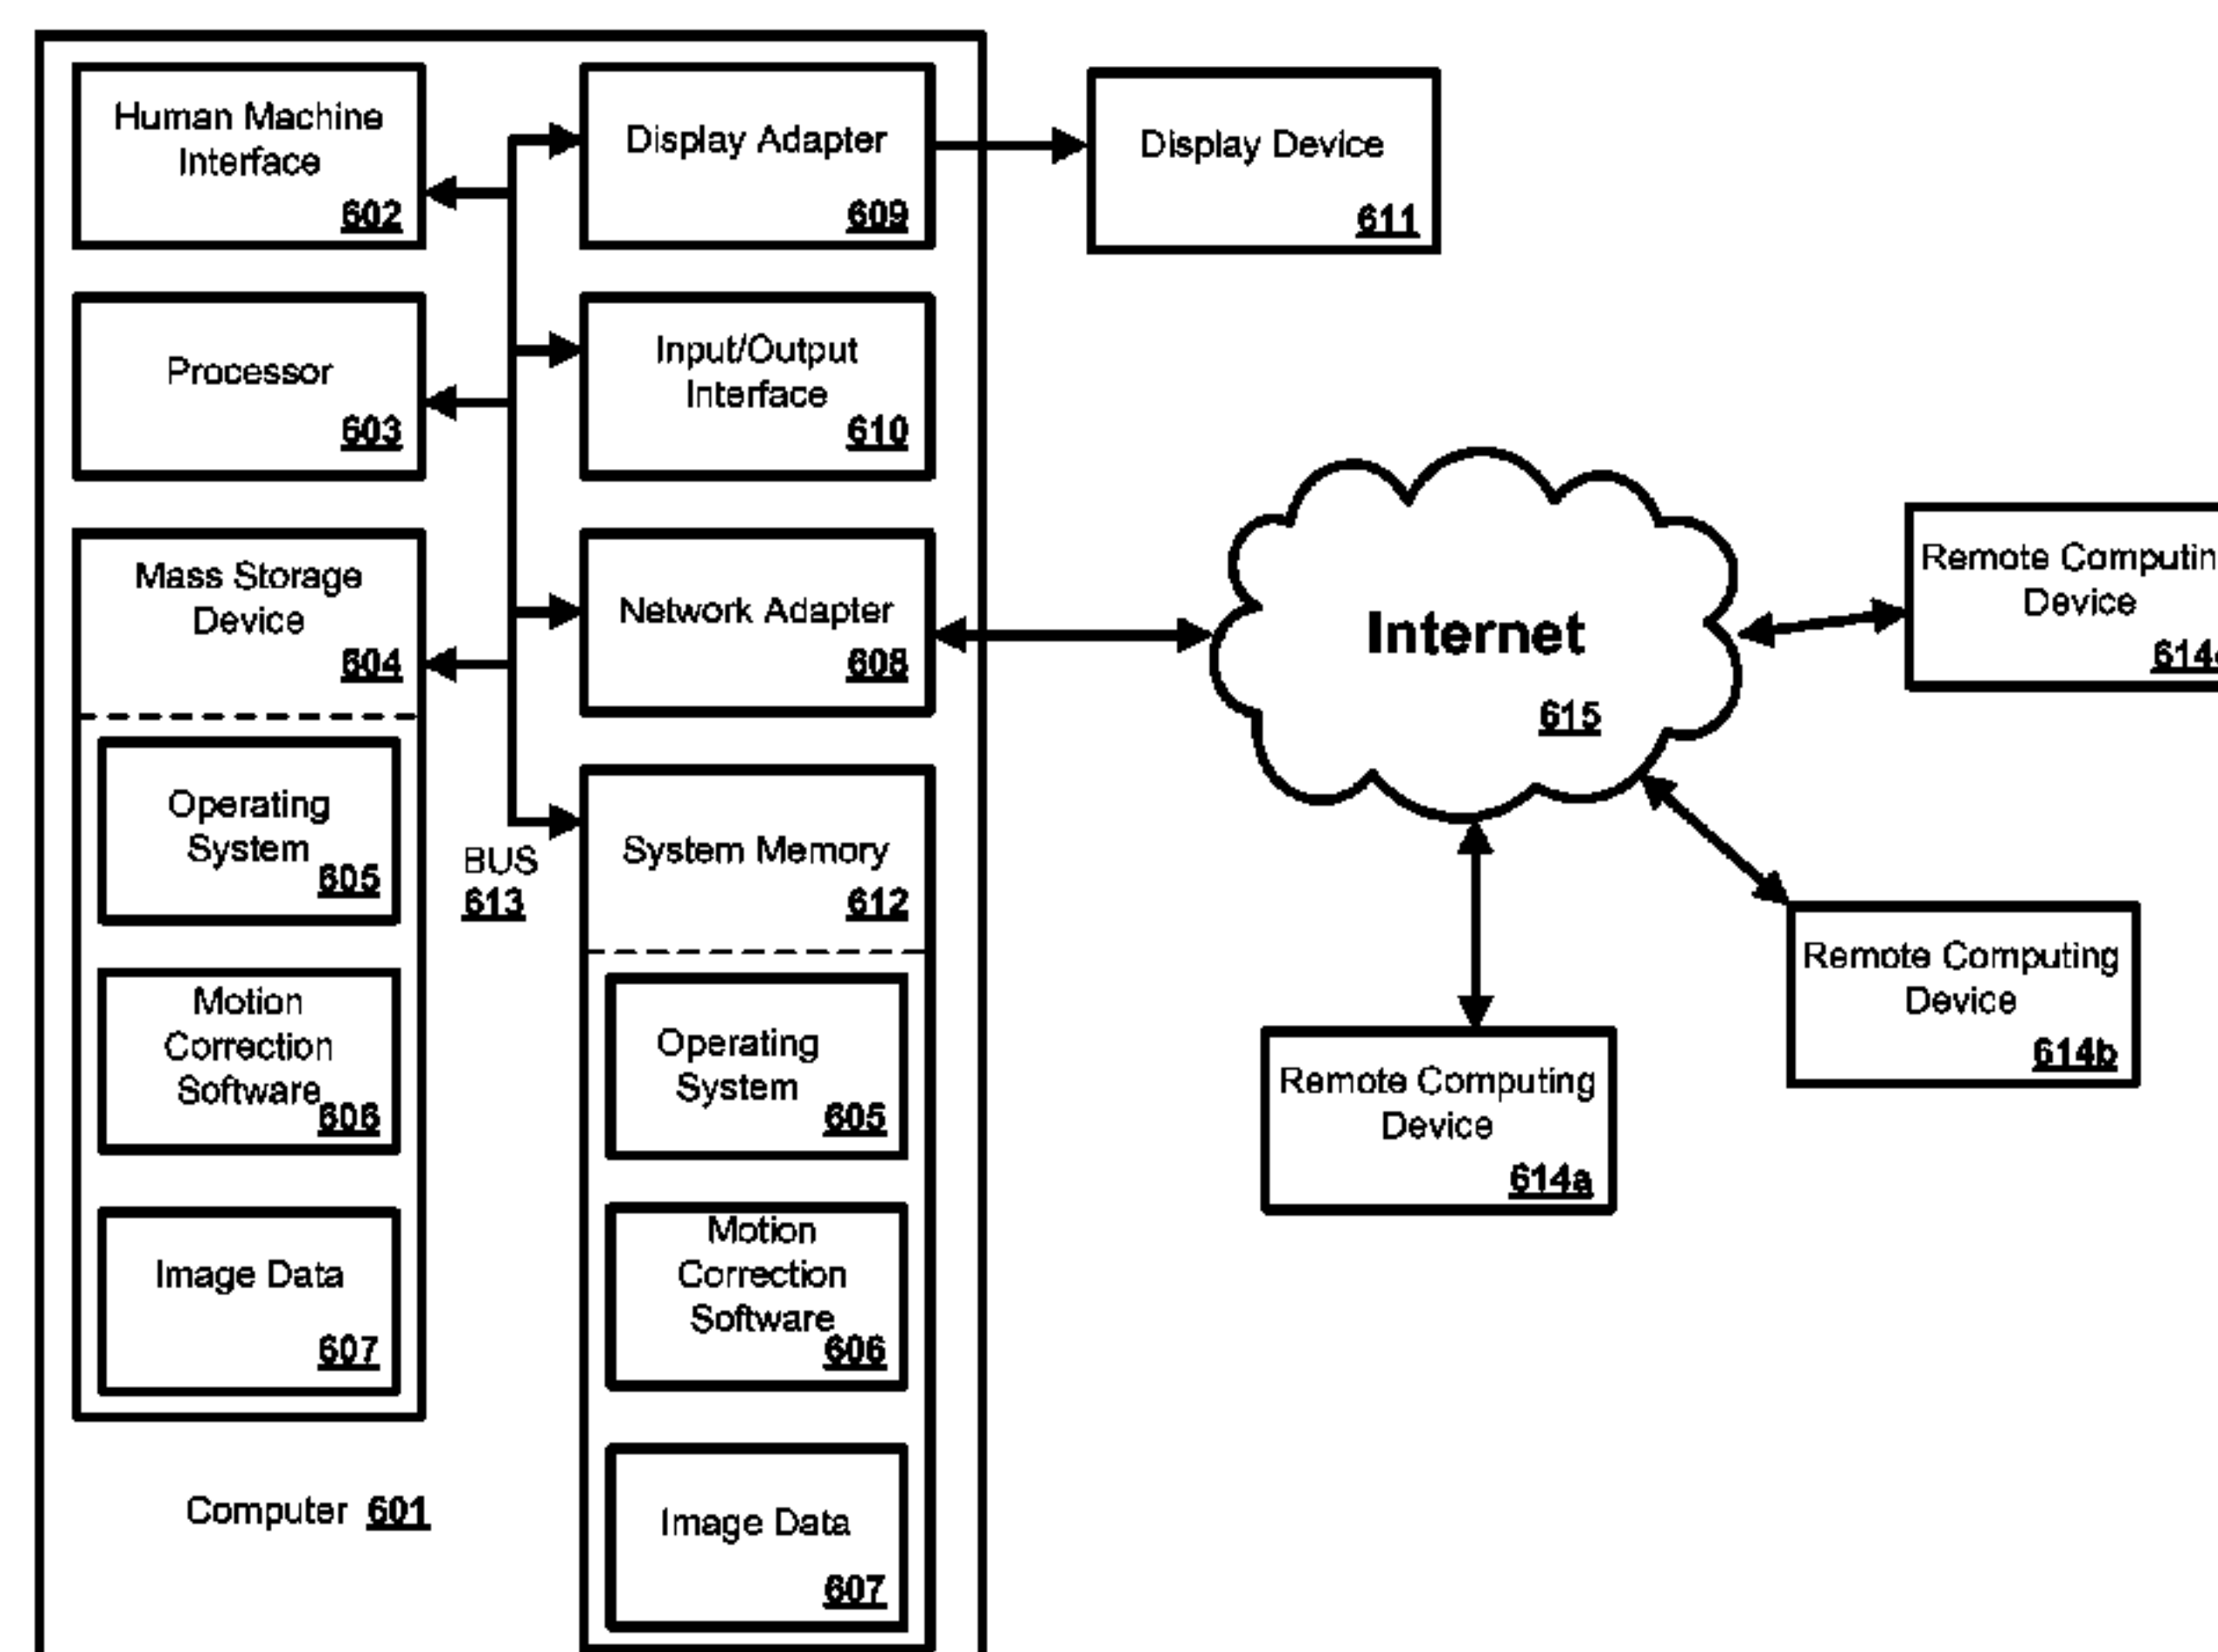 Human Machine
Interface
602
Display Adapter
609
Display Device
611
Processor
603
Input/Output
Interface
610
Mass Storage
Device
604
Network Adapter
608
Internet
615
Remote
Device
Operating
System
605
BUS
613
System Memory
612
Remote Computing
Device
614b
Motion
Correction
Software
606
Operating
System
605
Remote Computing
Device
614a
Image Data
607
Motion
Correction
Software
606
Computer 601
Image Data
607